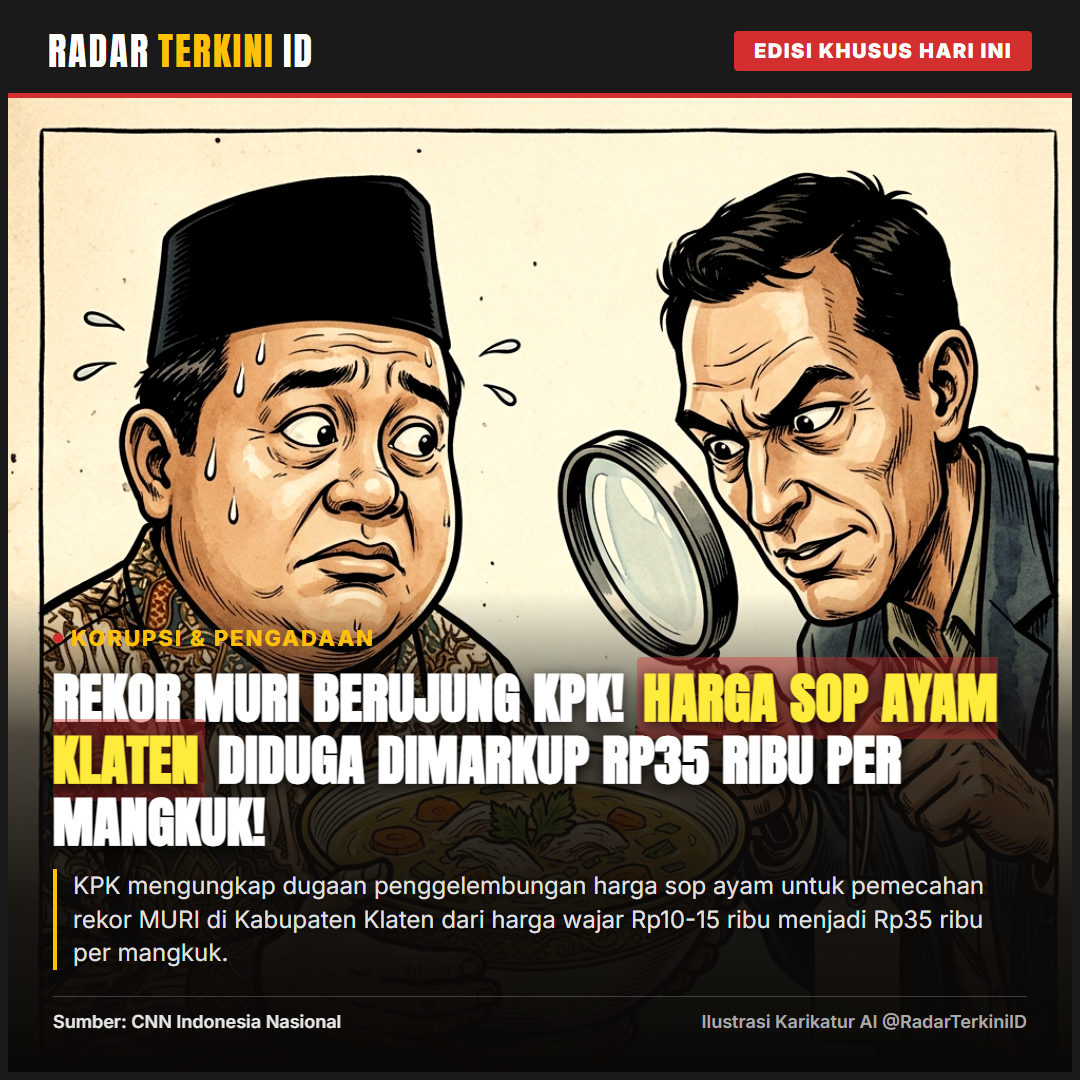 RADAR TERKINI ID
EDISI KHUSUS HARI INI
KORUPSI & PENGADAAN
REKOR MURI BERUJUNG KPK! HARGA SOP AYAM
KLATEN DIDUGA DIMARKUP RP35 RIBU PER
MANGKUK!
KPK mengungkap dugaan penggelembungan harga sop ayam untuk pemecahan
rekor MURI di Kabupaten Klaten dari harga wajar Rp10-15 ribu menjadi Rp35 ribu
per mangkuk.
Sumber: CNN Indonesia Nasional
Ilustrasi Karikatur AI @RadarTerkiniID